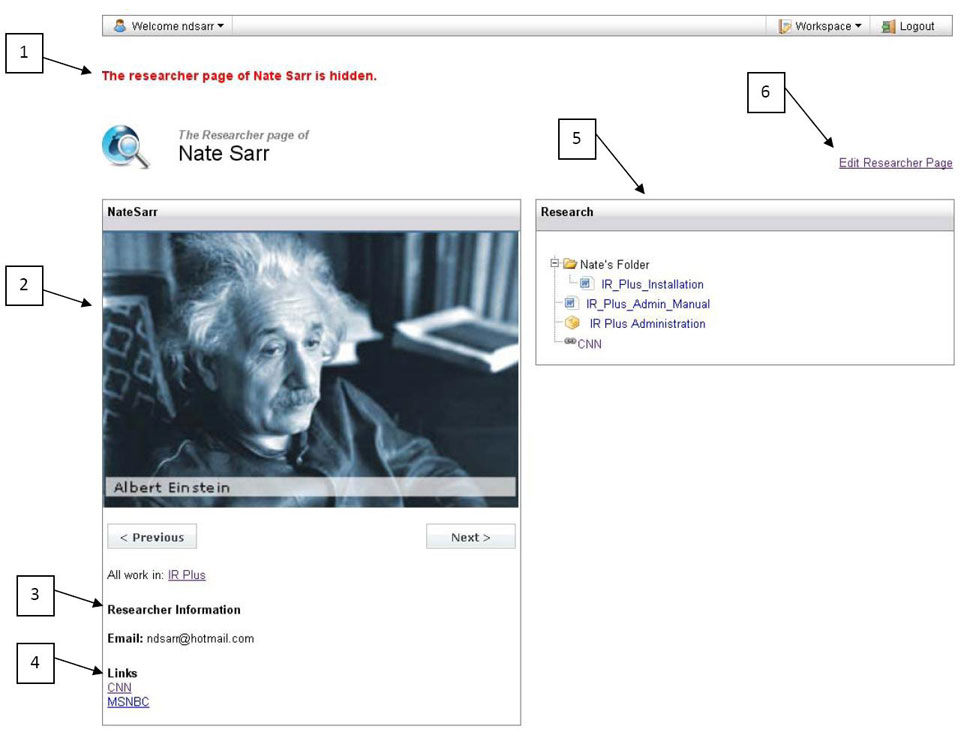 Welcome ndsarr
Workspace
Logout
1
The researcher page of Nate Sarr is hidden.
6
5
The Researcher page of
Nate Sarr
Edit Researcher Page
NateSarr
2
Albert Einstein
< Previous
Next >
All work in: IR Plus
3
Researcher Information
Email: ndsarr@hotmail.com
4
Links
CNN
MSNBC
Research
Nate's Folder
IR_Plus_Installation
IR_Plus_Admin_Manual
IR Plus Administration
CNN